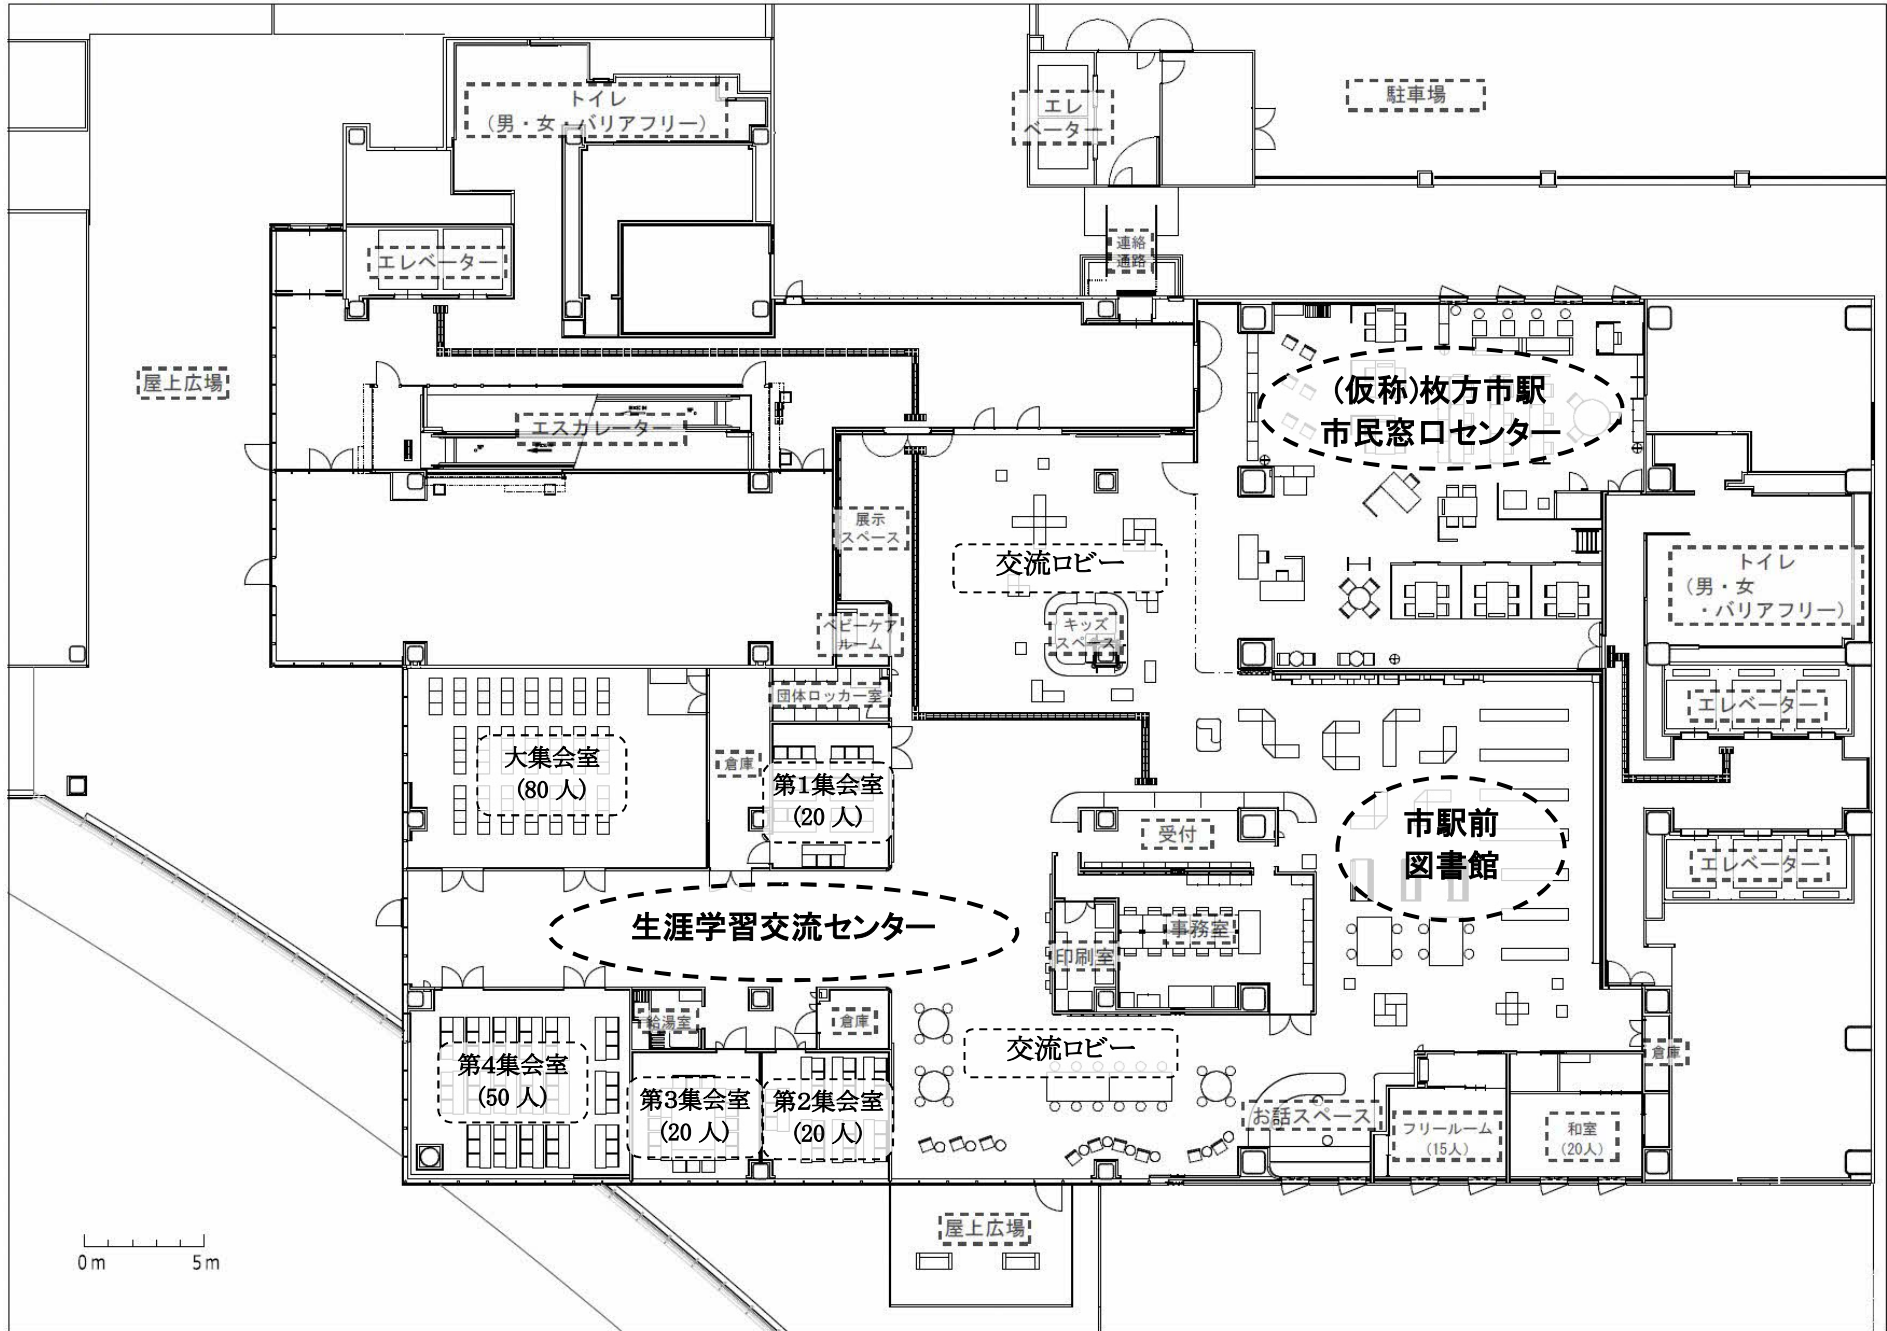 トイレ
(男・女・バリアフリー)
エレ
ベーター
駐車場
連絡
通路
エレベーター
屋上広場
エスカレーター
(仮称)枚方市駅
市民窓口センター
展示
スペース
交流ロビー
トイレ
(男・女
・バリアフリー)
キッズ
スペース
ベビーケア
ルーム
団体ロッカー室
エレベーター
大集会室
(80 人)
倉庫
第1集会室
(20 人)
受付
市駅前
図書館
エレベーター
生涯学習交流センター
事務室
印刷室
給湯室
倉庫
交流ロビー
倉庫
第4集会室
(50 人)
第3集会室
(20 人)
第2集会室
(20 人)
お話スペース
フリールーム
(15人)
和室
(20人)
屋上広場
0m 5m